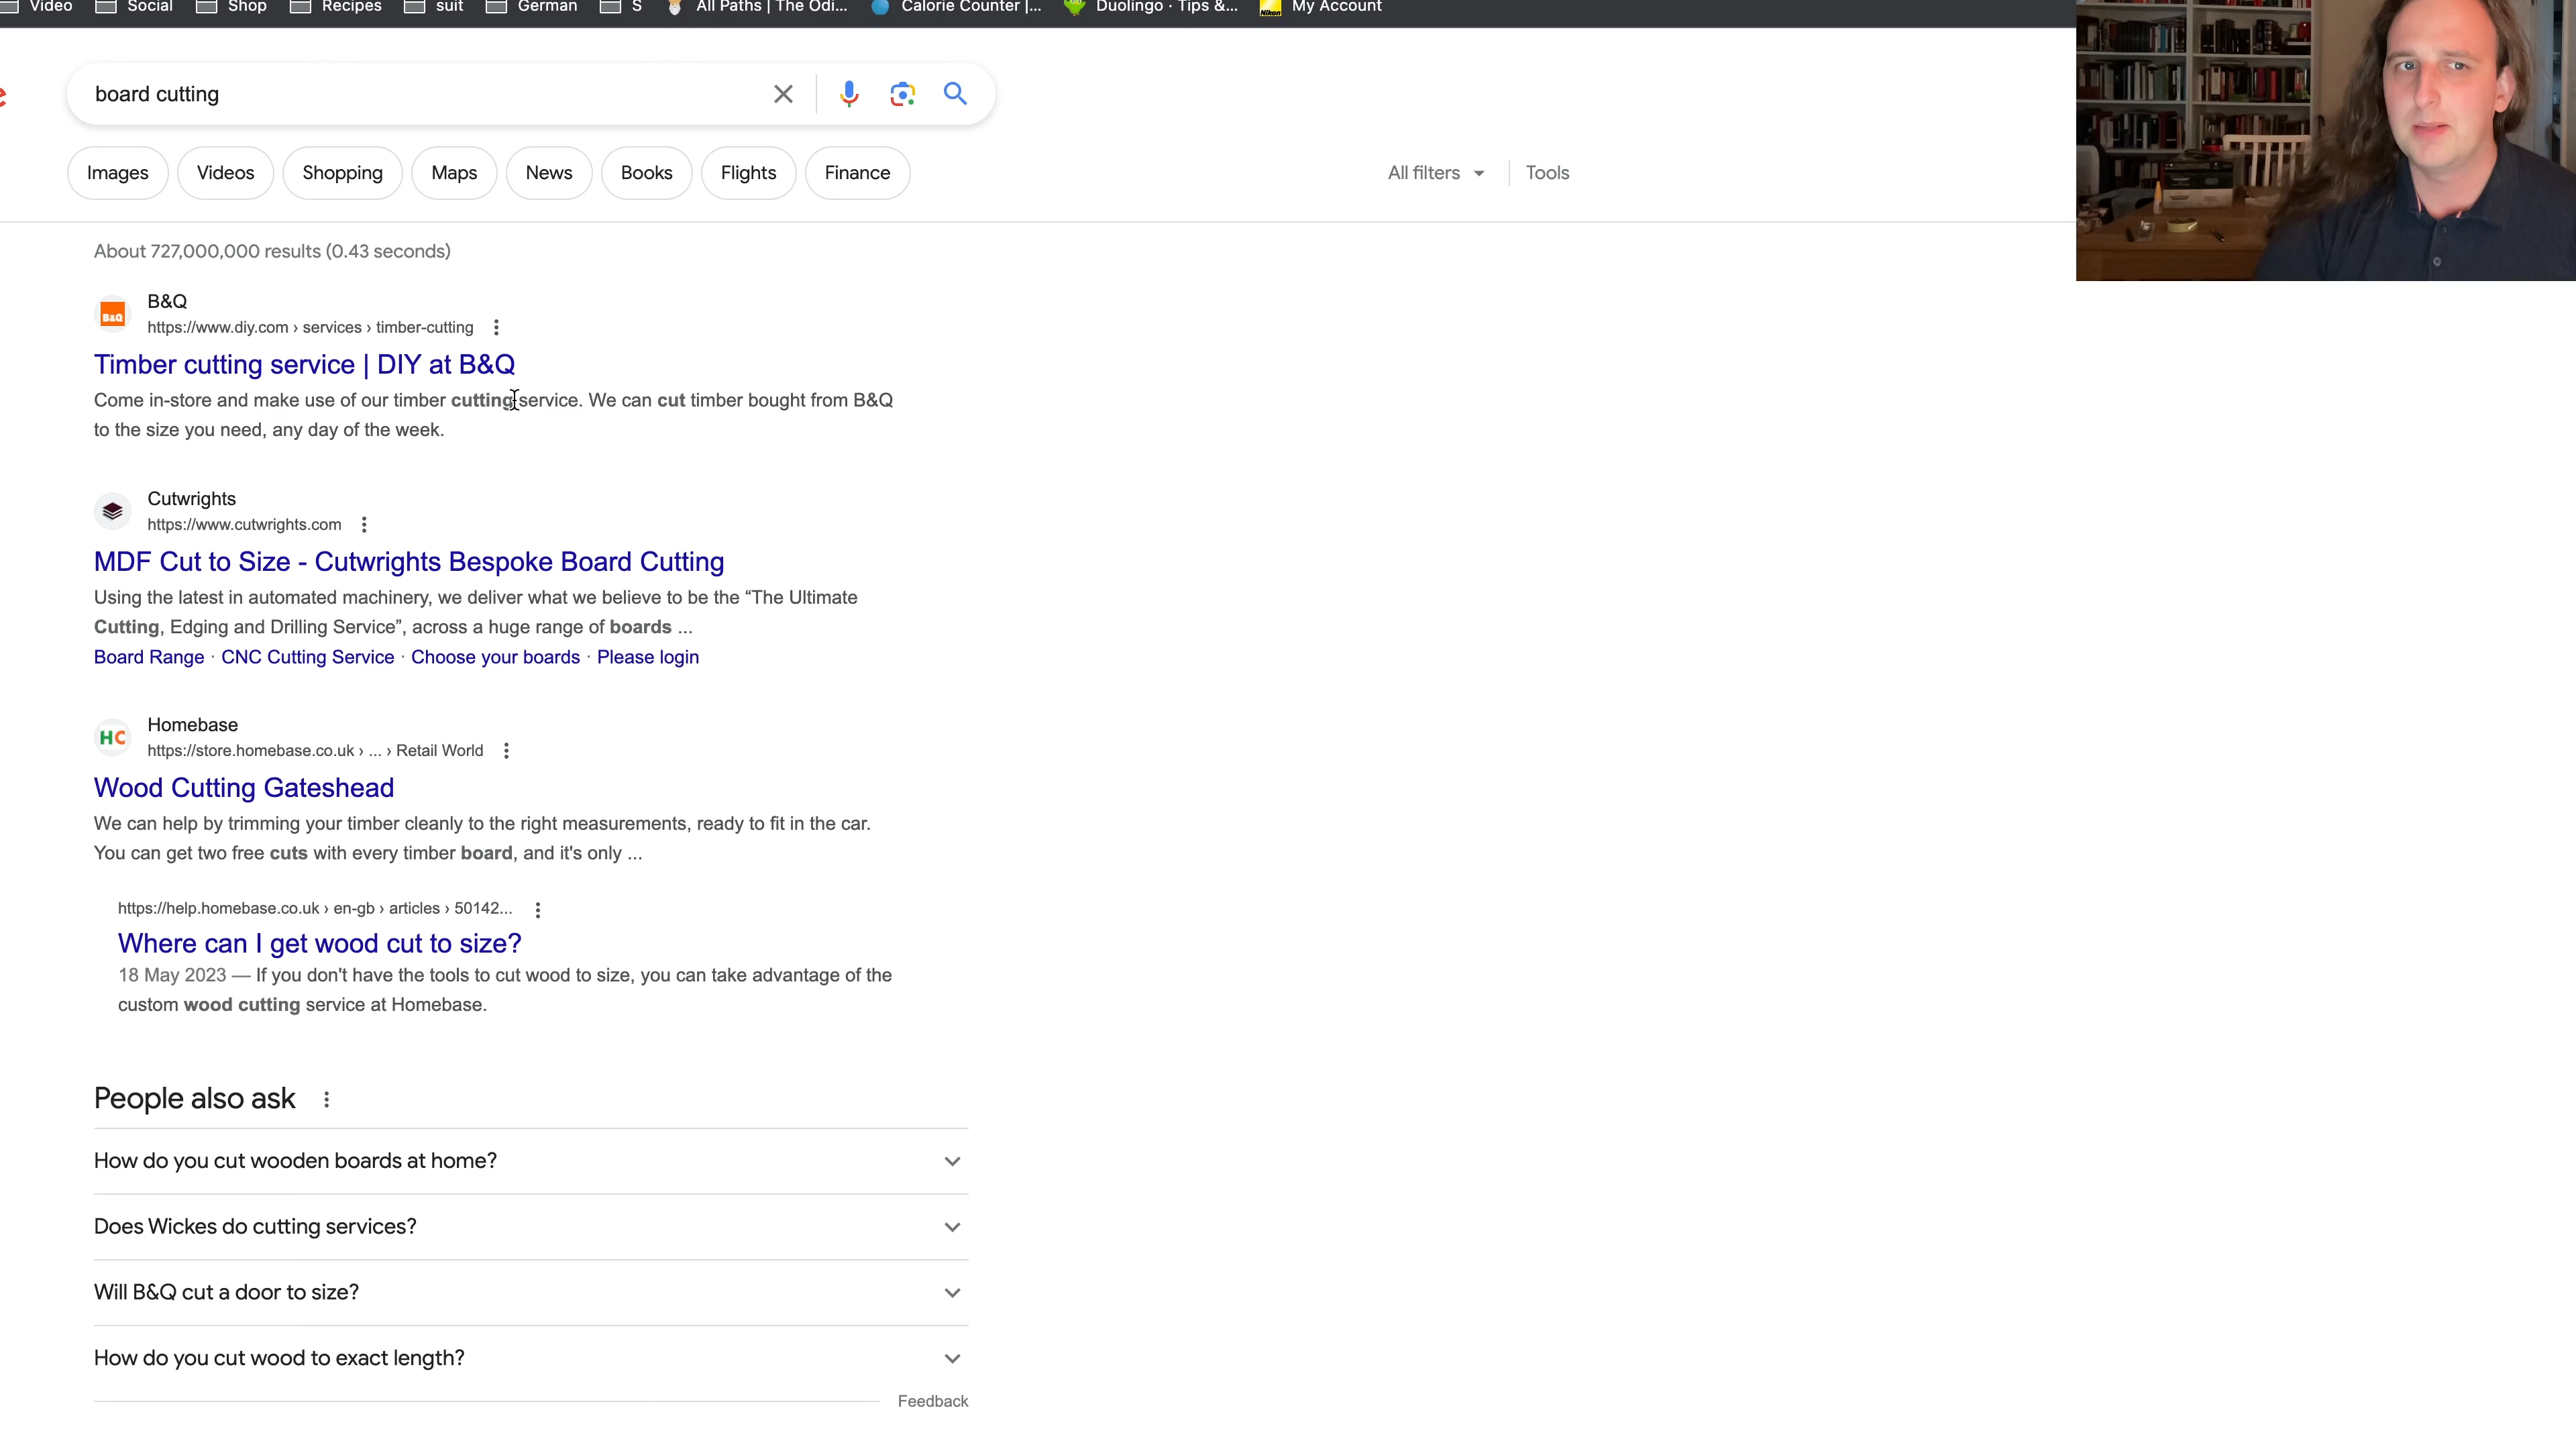 Video Social Shop Recipes suit German S All Paths | The Odi... Calorie Counter |... Duolingo · Tips &... My Account
board cutting
Images Videos Shopping Maps News Books Flights Finance All filters Tools
About 727,000,000 results (0.43 seconds)
B&Q
B&Q
https://www.diy.com › services › timber-cutting
Timber cutting service | DIY at B&Q
Come in-store and make use of our timber cutting service. We can cut timber bought from B&Q
to the size you need, any day of the week.
Cutwrights
https://www.cutwrights.com
MDF Cut to Size - Cutwrights Bespoke Board Cutting
Using the latest in automated machinery, we deliver what we believe to be the “The Ultimate
Cutting, Edging and Drilling Service”, across a huge range of boards ...
Board Range · CNC Cutting Service · Choose your boards · Please login
HC
Homebase
https://store.homebase.co.uk › ... › Retail World
Wood Cutting Gateshead
We can help by trimming your timber cleanly to the right measurements, ready to fit in the car.
You can get two free cuts with every timber board, and it's only ...
https://help.homebase.co.uk › en-gb › articles › 50142...
Where can I get wood cut to size?
18 May 2023 — If you don't have the tools to cut wood to size, you can take advantage of the
custom wood cutting service at Homebase.
People also ask
How do you cut wooden boards at home?
Does Wickes do cutting services?
Will B&Q cut a door to size?
How do you cut wood to exact length?
Feedback